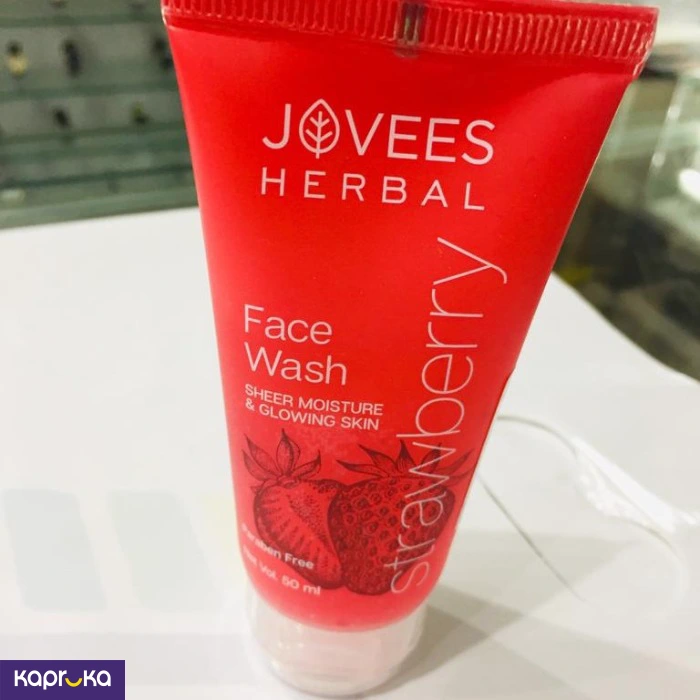 JOVEES
HERBAL
Face
Wash
SHEER MOISTURE
& GLOWING SKIN
strawberry
Paraben Free
Net Vol. 50 ml
kapruka